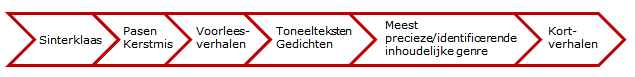 Sinterklaas
Pasen
Kerstmis
Voorlees-
verhalen
Toneelteksten
Gedichten
Meest
precieze/identificerende
inhoudelijke genre
Kort-
verhalen